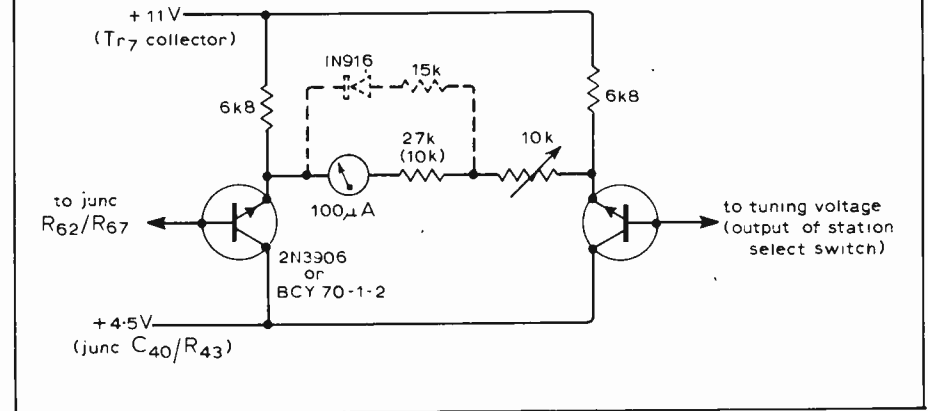 +11V
(Tr7 collector)
IN916
15k
6k8
6k8
27k
(10k)
10k
100μA
to junc
R62/R67
to tuning voltage
(output of station
select switch)
2N3906
or
BCY 70-1-2
+4·5V
(junc C40/R43)